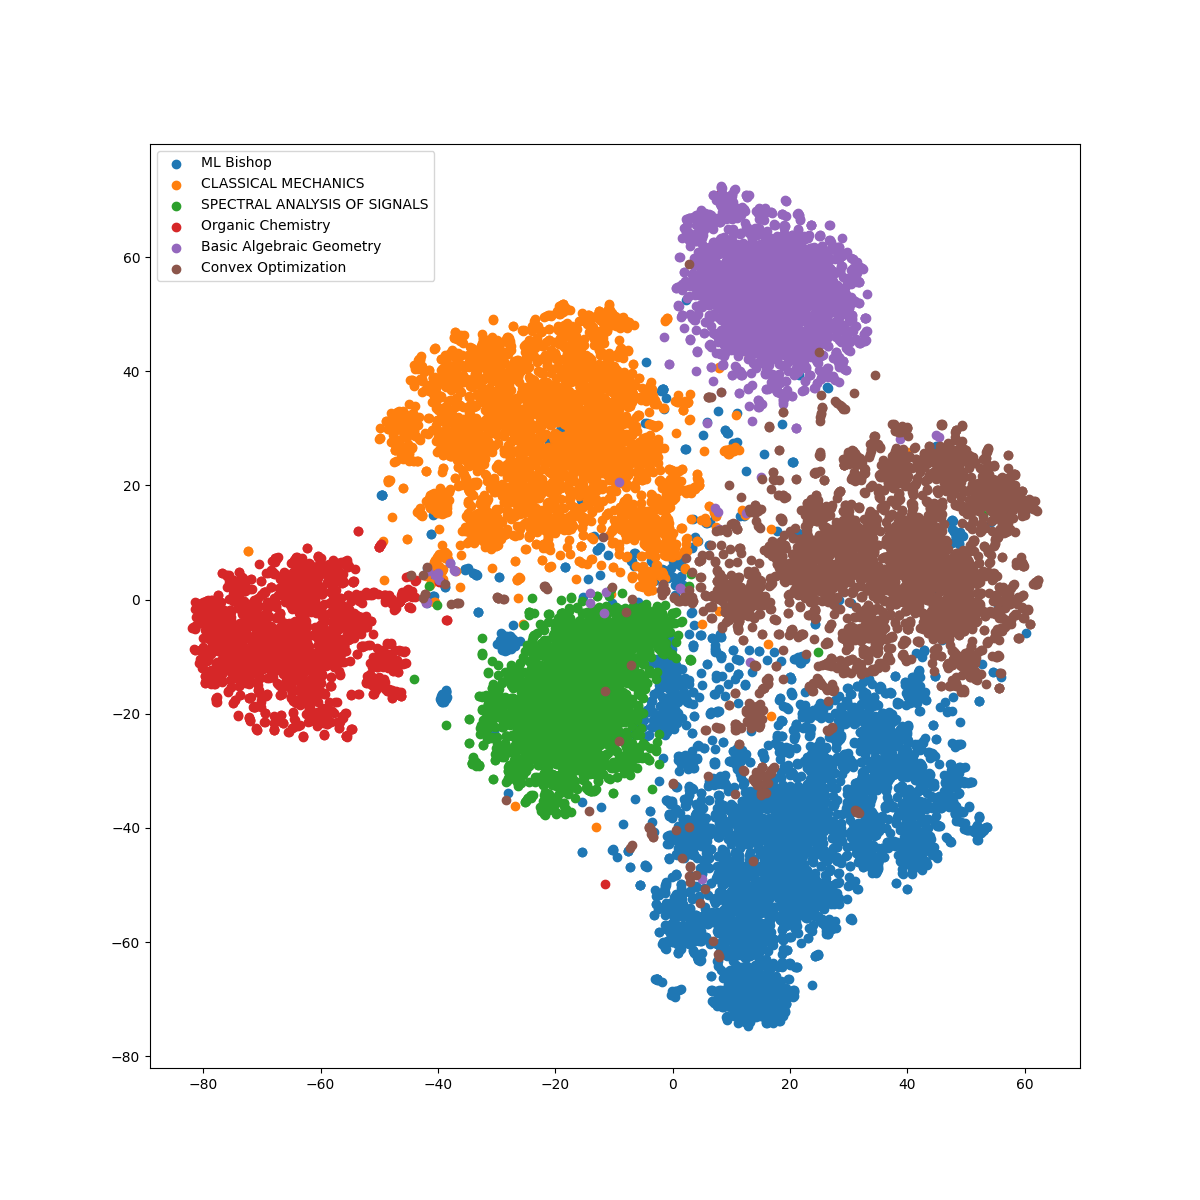 ML Bishop
CLASSICAL MECHANICS
SPECTRAL ANALYSIS OF SIGNALS
Organic Chemistry
Basic Algebraic Geometry
Convex Optimization
60
40
20
0
−20
−40
−60
−80
−80 −60 −40 −20 0 20 40 60